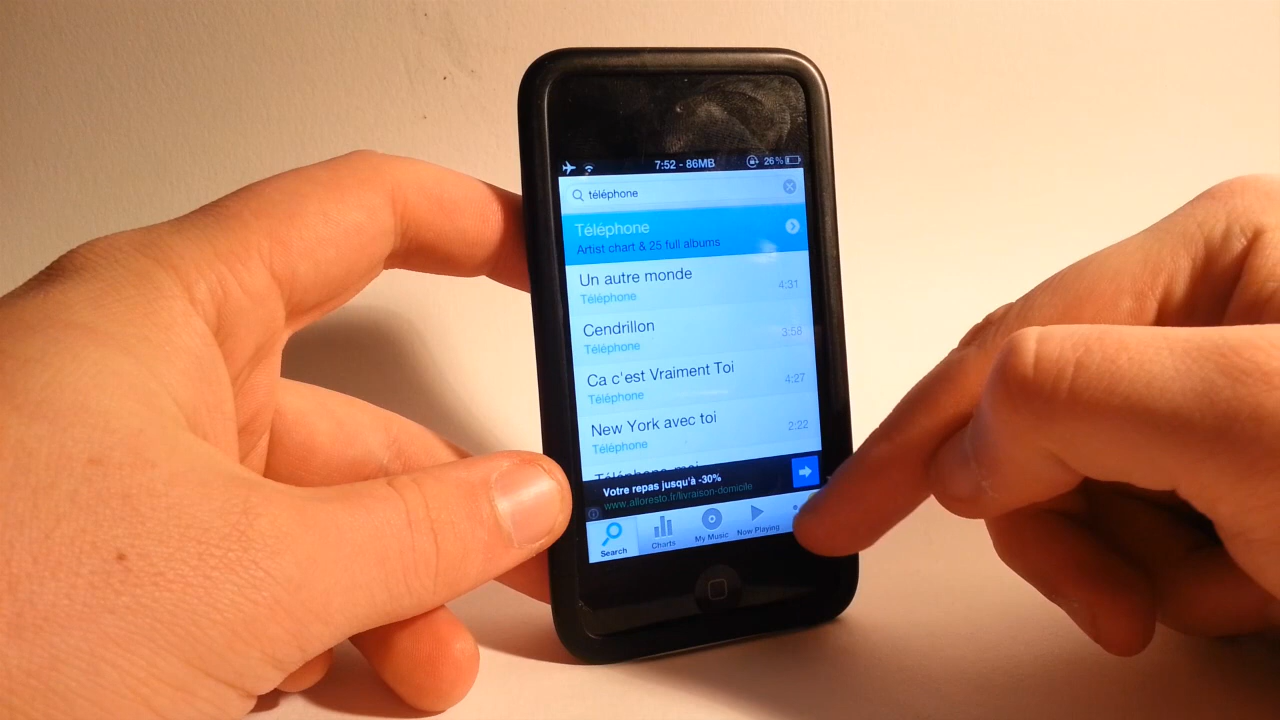 7:52 - 86MB 26%
téléphone
Téléphone
Artist chart & 25 full albums
Un autre monde
4:31
Téléphone
Cendrillon
3:58
Téléphone
Ca c'est Vraiment Toi
4:27
Téléphone
New York avec toi
2:22
Téléphone
Votre repas jusqu'à -30%
www.alloresto.fr/livraison-domicile
Search Charts My Music Now Playing